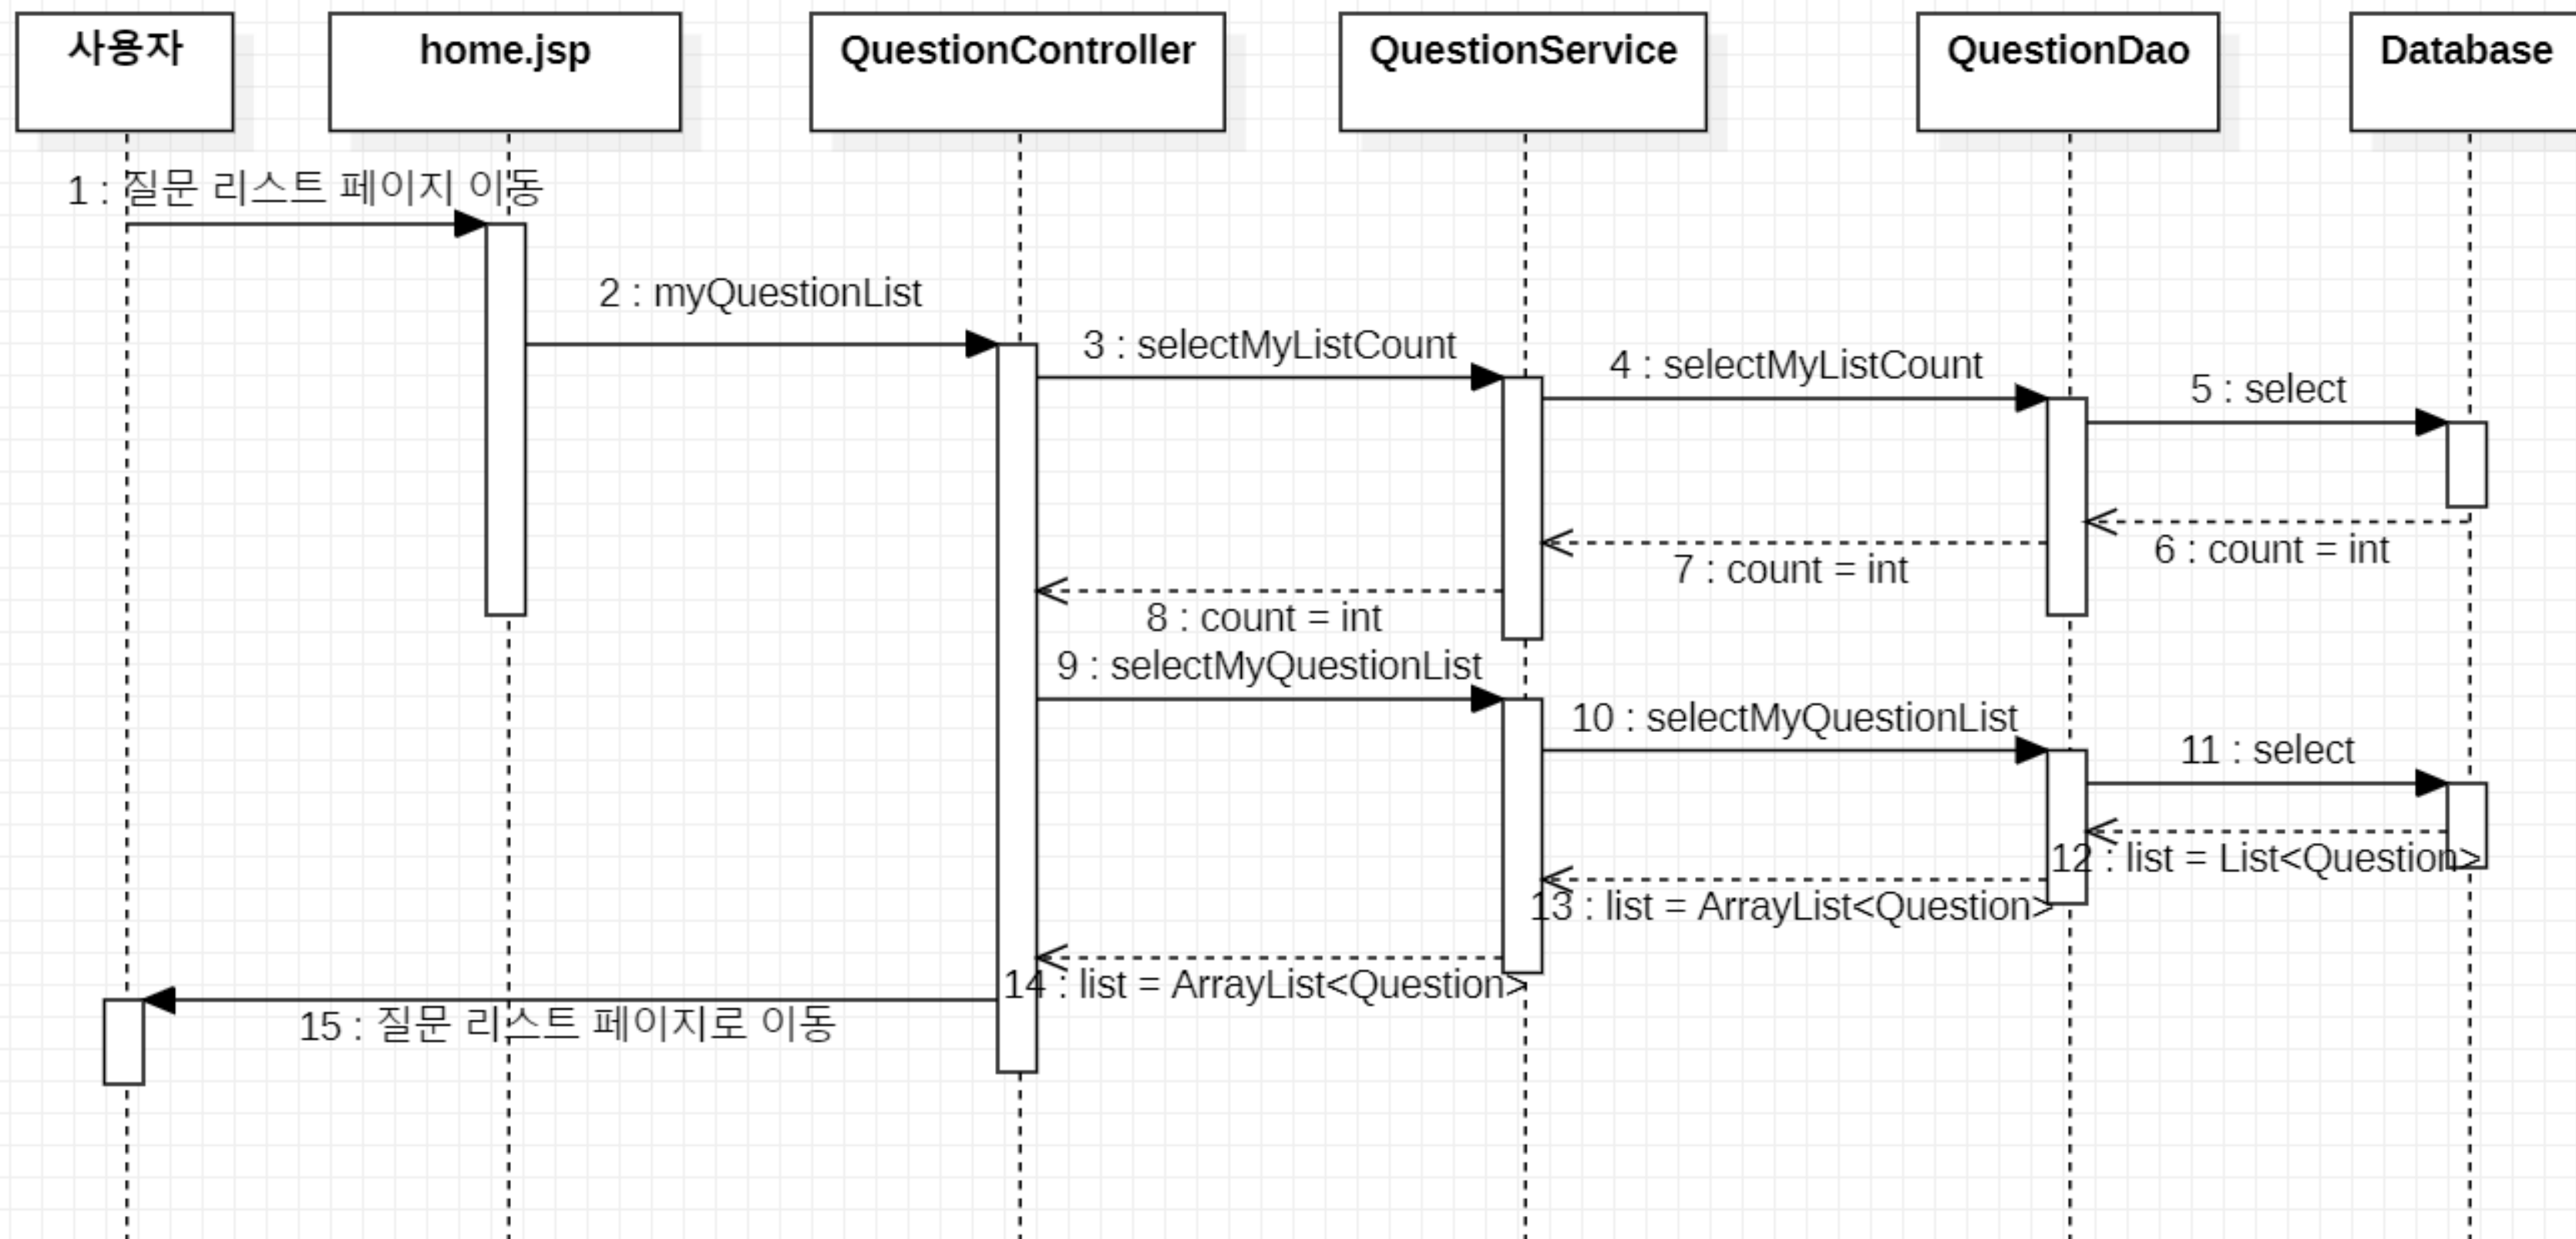 사용자
home.jsp
QuestionController
QuestionService
QuestionDao
Database
1 : 질문 리스트 페이지 이동
2 : myQuestionList
3 : selectMyListCount
4 : selectMyListCount
5 : select
6 : count = int
7 : count = int
8 : count = int
9 : selectMyQuestionList
10 : selectMyQuestionList
11 : select
12 : list = List<Question>
13 : list = ArrayList<Question>
14 : list = ArrayList<Question>
15 : 질문 리스트 페이지로 이동